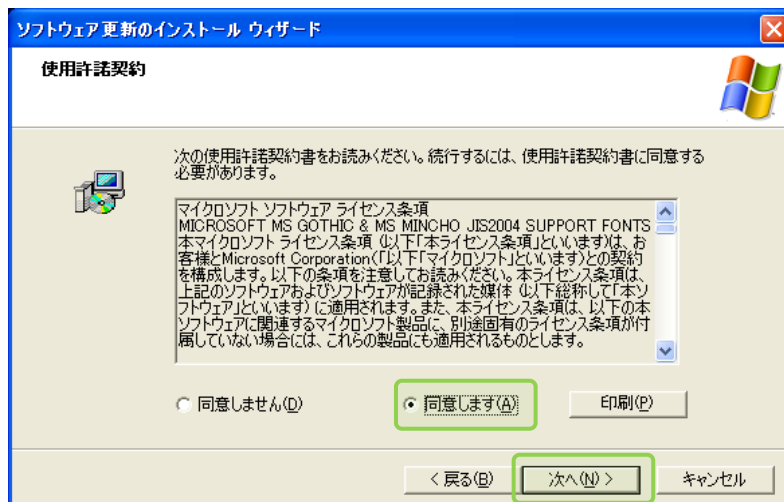 ソフトウェア更新のインストール ウィザード
使用許諾契約
次の使用許諾契約書をお読みください。続行するには、使用許諾契約書に同意する
必要があります。
マイクロソフト ソフトウェア ライセンス条項
MICROSOFT MS GOTHIC & MS MINCHO JIS2004 SUPPORT FONTS
本マイクロソフト ライセンス条項 (以下「本ライセンス条項」といいます)は、お
客様とMicrosoft Corporation(「以下「マイクロソフト」といいます)との契約
を構成します。以下の条項を注意してお読みください。本ライセンス条項は、
上記のソフトウェアおよびソフトウェアが記録された媒体 (以下総称して「本ソ
フトウェア」といいます) に適用されます。また、本ライセンス条項は、以下の本
ソフトウェアに関連するマイクロソフト製品に、別途固有のライセンス条項が付
属していない場合には、これらの製品にも適用されるものとします。
同意しません(D) 同意します(A) 印刷(P)
< 戻る(B) 次へ(N) > キャンセル